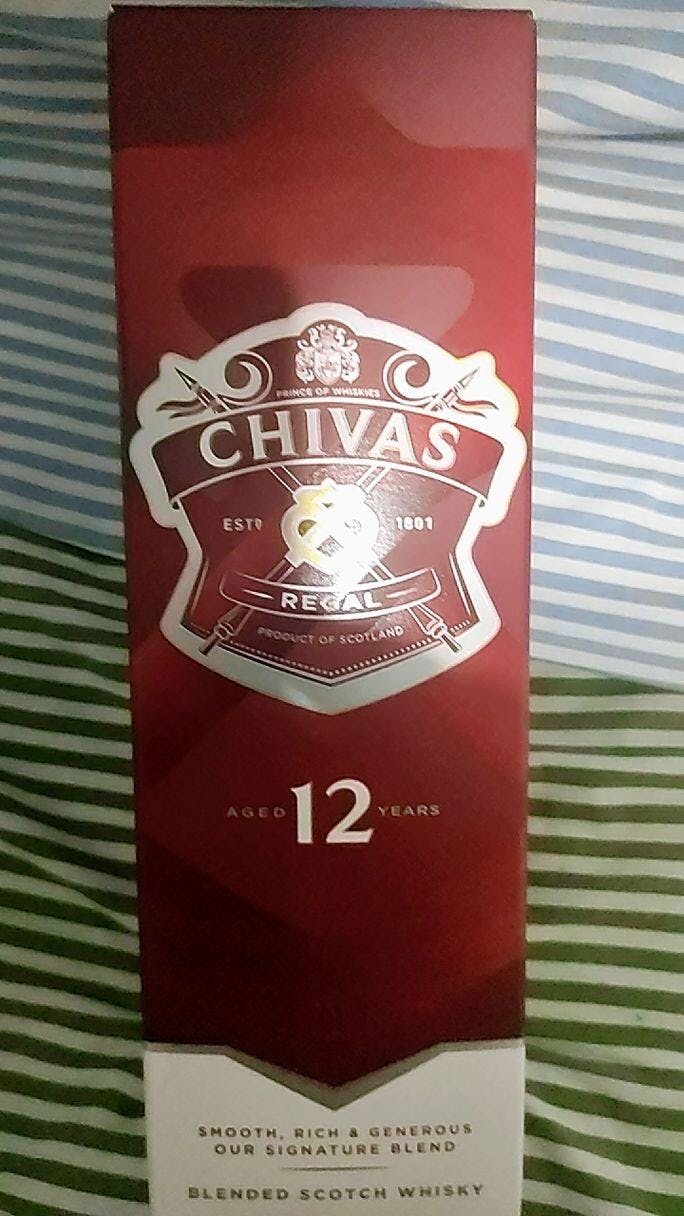 PRINCE OF WHISKIES
CHIVAS
ESTD 1801
REGAL
PRODUCT OF SCOTLAND
AGED 12 YEARS
SMOOTH, RICH & GENEROUS
OUR SIGNATURE BLEND
BLENDED SCOTCH WHISKY